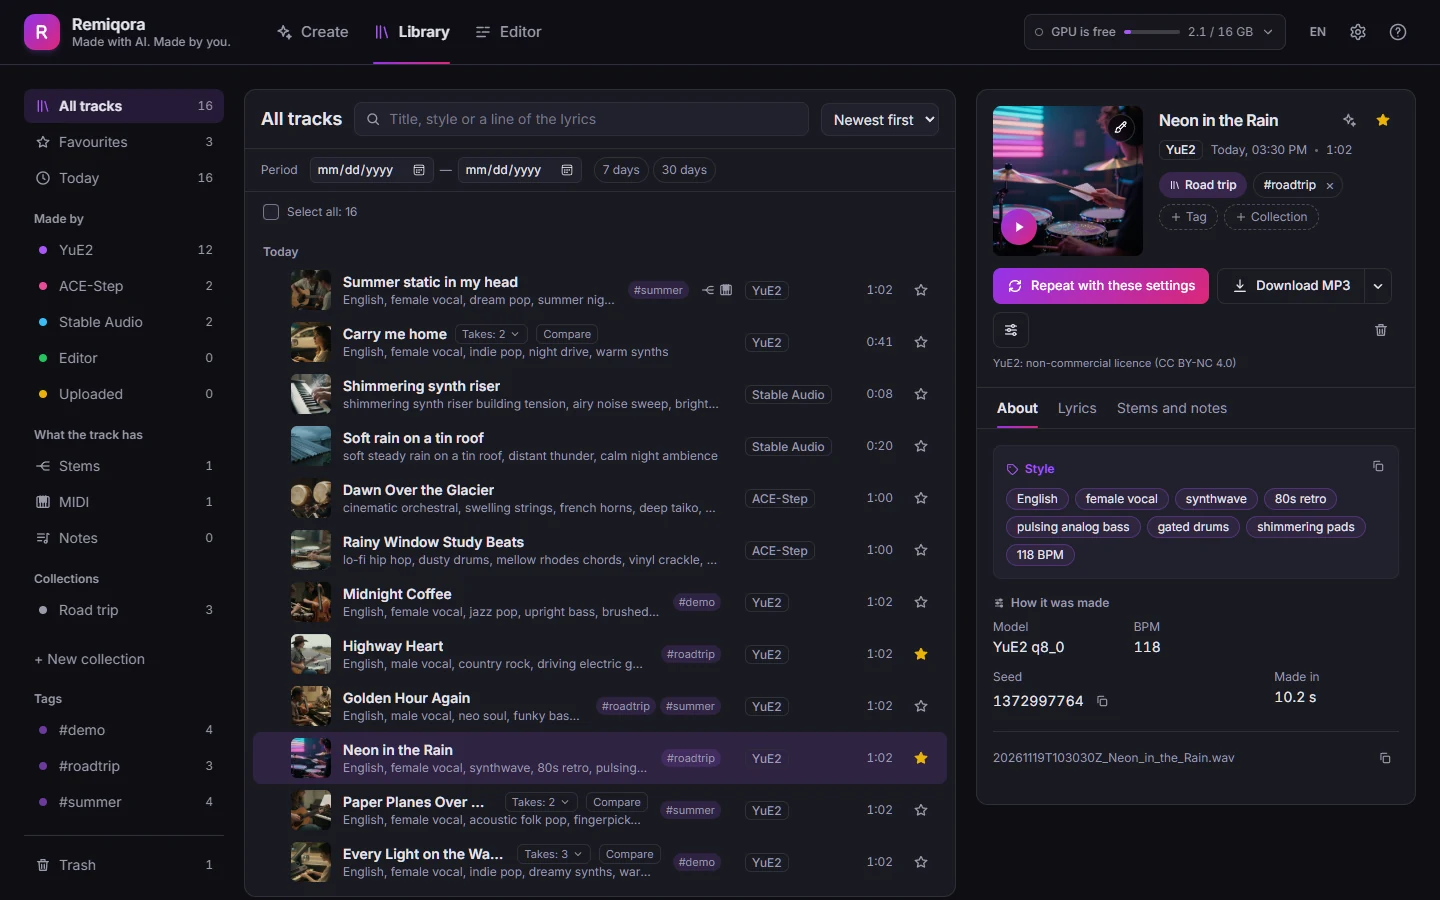 R
Remiqora
Made with AI. Made by you.
Create
Library
Editor
GPU is free
2.1 / 16 GB
EN
All tracks 16
Favourites 3
Today 16
Made by
YuE2 12
ACE-Step 2
Stable Audio 2
Editor 0
Uploaded 0
What the track has
Stems 1
MIDI 1
Notes 0
Collections
Road trip 3
+ New collection
Tags
#demo 4
#roadtrip 3
#summer 4
Trash 1
All tracks
Title, style or a line of the lyrics
Newest first
Period mm/dd/yyyy — mm/dd/yyyy 7 days 30 days
Select all: 16
Today
Summer static in my head
English, female vocal, dream pop, summer nig...
#summer YuE2 1:02
Carry me home Takes: 2 Compare
English, female vocal, indie pop, night drive, warm synths
YuE2 0:41
Shimmering synth riser
shimmering synth riser building tension, airy noise sweep, bright...
Stable Audio 0:08
Soft rain on a tin roof
soft steady rain on a tin roof, distant thunder, calm night ambience
Stable Audio 0:20
Dawn Over the Glacier
cinematic orchestral, swelling strings, french horns, deep taiko, ...
ACE-Step 1:00
Rainy Window Study Beats
lo-fi hip hop, dusty drums, mellow rhodes chords, vinyl crackle, ...
ACE-Step 1:00
Midnight Coffee
English, female vocal, jazz pop, upright bass, brushed...
#demo YuE2 1:02
Highway Heart
English, male vocal, country rock, driving electric g...
#roadtrip YuE2 1:02
Golden Hour Again
English, male vocal, neo soul, funky bas...
#roadtrip #summer YuE2 1:02
Neon in the Rain
English, female vocal, synthwave, 80s retro, pulsing...
#roadtrip YuE2 1:02
Paper Planes Over ... Takes: 2 Compare
English, female vocal, acoustic folk pop, fingerpick...
#summer YuE2 1:02
Every Light on the Wa... Takes: 3 Compare
English, female vocal, indie pop, dreamy synths, war...
#demo YuE2 1:02
Neon in the Rain
YuE2 Today, 03:30 PM • 1:02
Road trip #roadtrip ×
+ Tag + Collection
Repeat with these settings
Download MP3
YuE2: non-commercial licence (CC BY-NC 4.0)
About Lyrics Stems and notes
Style
English female vocal synthwave 80s retro
pulsing analog bass gated drums shimmering pads
118 BPM
How it was made
Model BPM
YuE2 q8_0 118
Seed Made in
1372997764 10.2 s
20261119T103030Z_Neon_in_the_Rain.wav